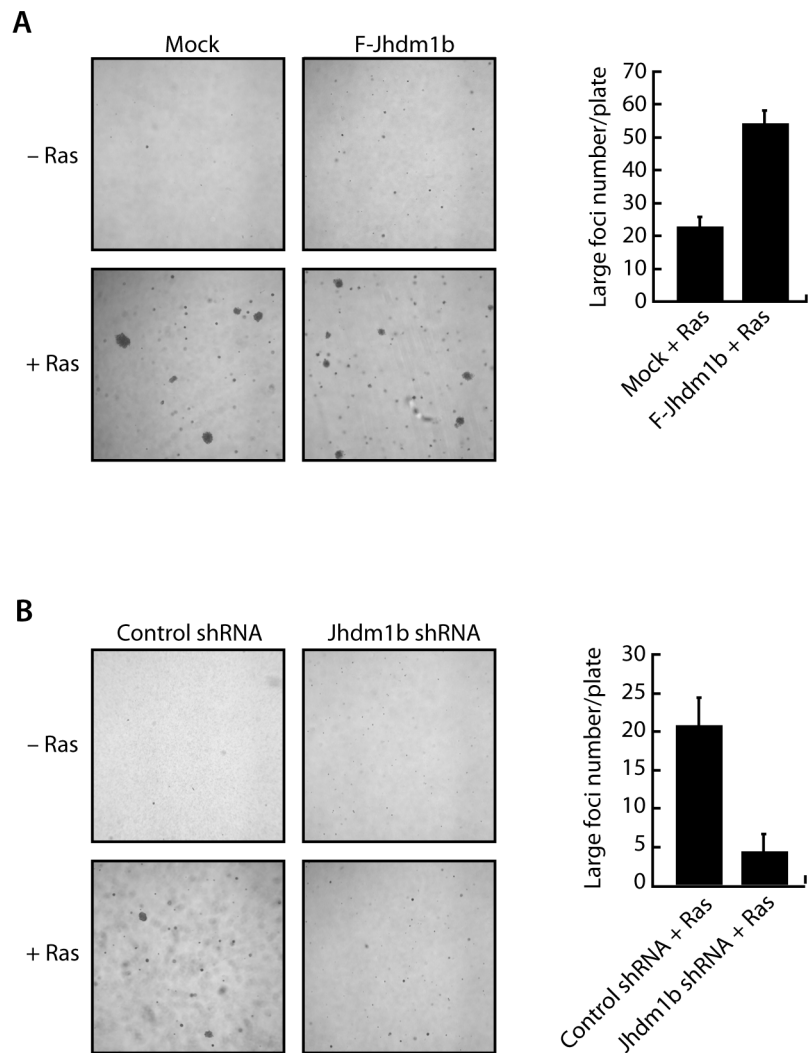 A
Mock
F-Jhdm1b
– Ras
+ Ras
Large foci number/plate
70
60
50
40
30
20
10
0
Mock + Ras
F-Jhdm1b + Ras
B
Control shRNA
Jhdm1b shRNA
– Ras
+ Ras
Large foci number/plate
30
25
20
15
10
5
0
Control shRNA + Ras
Jhdm1b shRNA + Ras